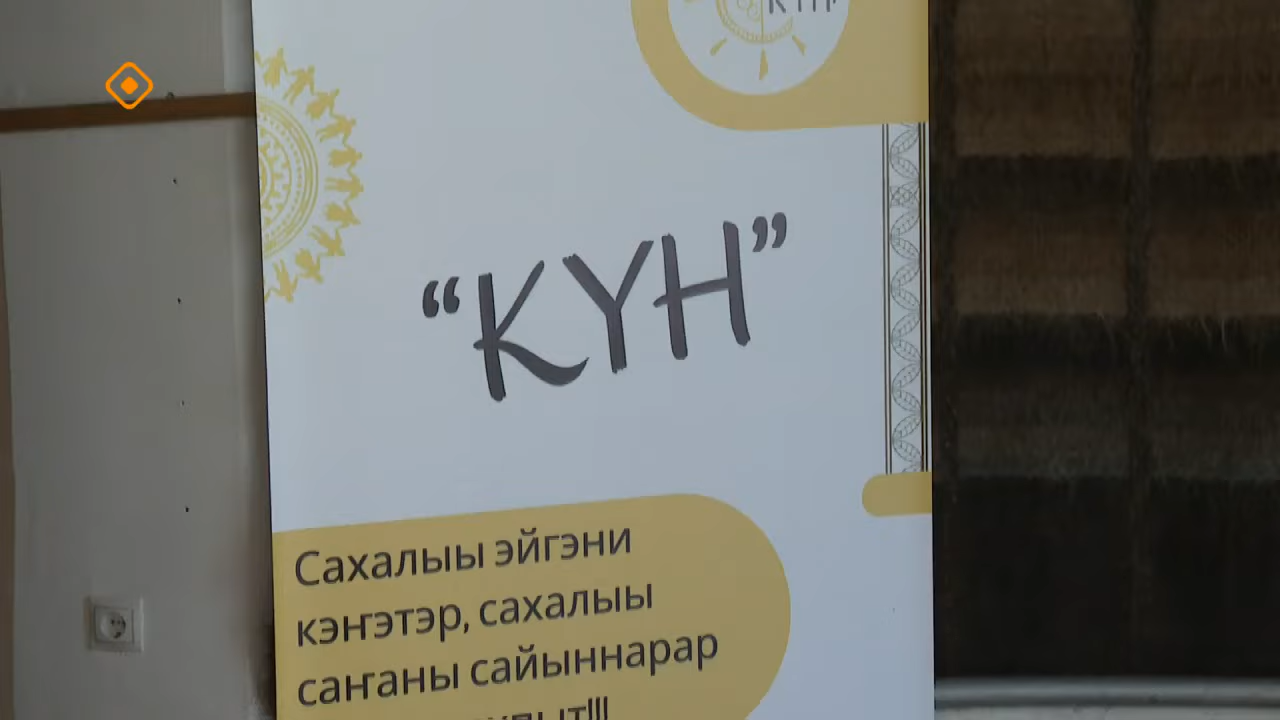 “КҮН”
Сахалыы эйгэни
кэҥэтэр, сахалыы
саҥаны сайыннарар